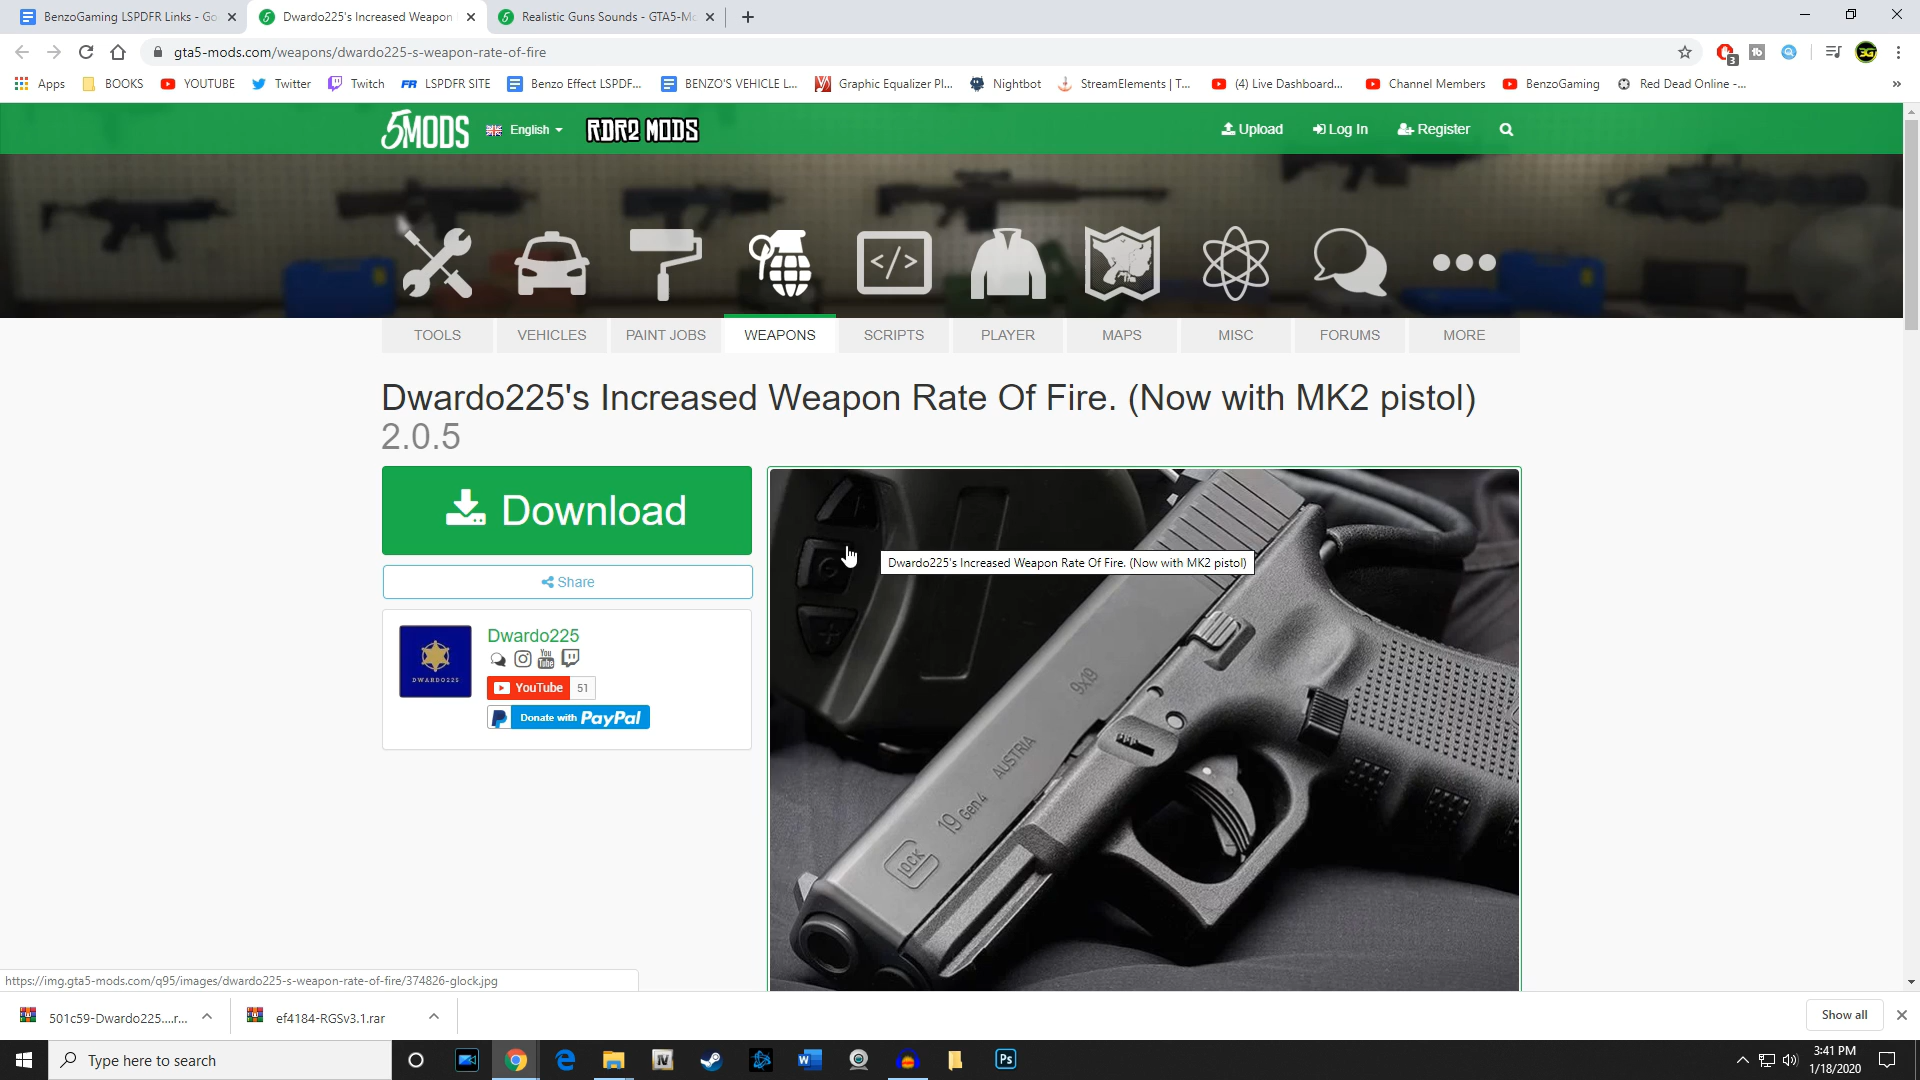 BenzoGaming LSPDFR Links - Go
Dwardo225's Increased Weapon
Realistic Guns Sounds - GTA5-Mo
gta5-mods.com/weapons/dwardo225-s-weapon-rate-of-fire
3
Apps
BOOKS
YOUTUBE
Twitter
Twitch
LSPDFR SITE
Benzo Effect LSPDF...
BENZO'S VEHICLE L...
Graphic Equalizer Pl...
Nightbot
StreamElements | T...
(4) Live Dashboard...
Channel Members
BenzoGaming
Red Dead Online -...
5MODS
English
RDR2 MODS
Upload
Log In
Register
TOOLS
VEHICLES
PAINT JOBS
WEAPONS
SCRIPTS
PLAYER
MAPS
MISC
FORUMS
MORE
Dwardo225's Increased Weapon Rate Of Fire. (Now with MK2 pistol)
2.0.5
Download
Share
Dwardo225
DWARDO225
YouTube 51
Donate with PayPal
Dwardo225's Increased Weapon Rate Of Fire. (Now with MK2 pistol)
9x19
AUSTRIA
19 Gen4
GLOCK
https://img.gta5-mods.com/q95/images/dwardo225-s-weapon-rate-of-fire/374826-glock.jpg
501c59-Dwardo225....r...
ef4184-RGSv3.1.rar
Show all
Type here to search
3:41 PM
1/18/2020